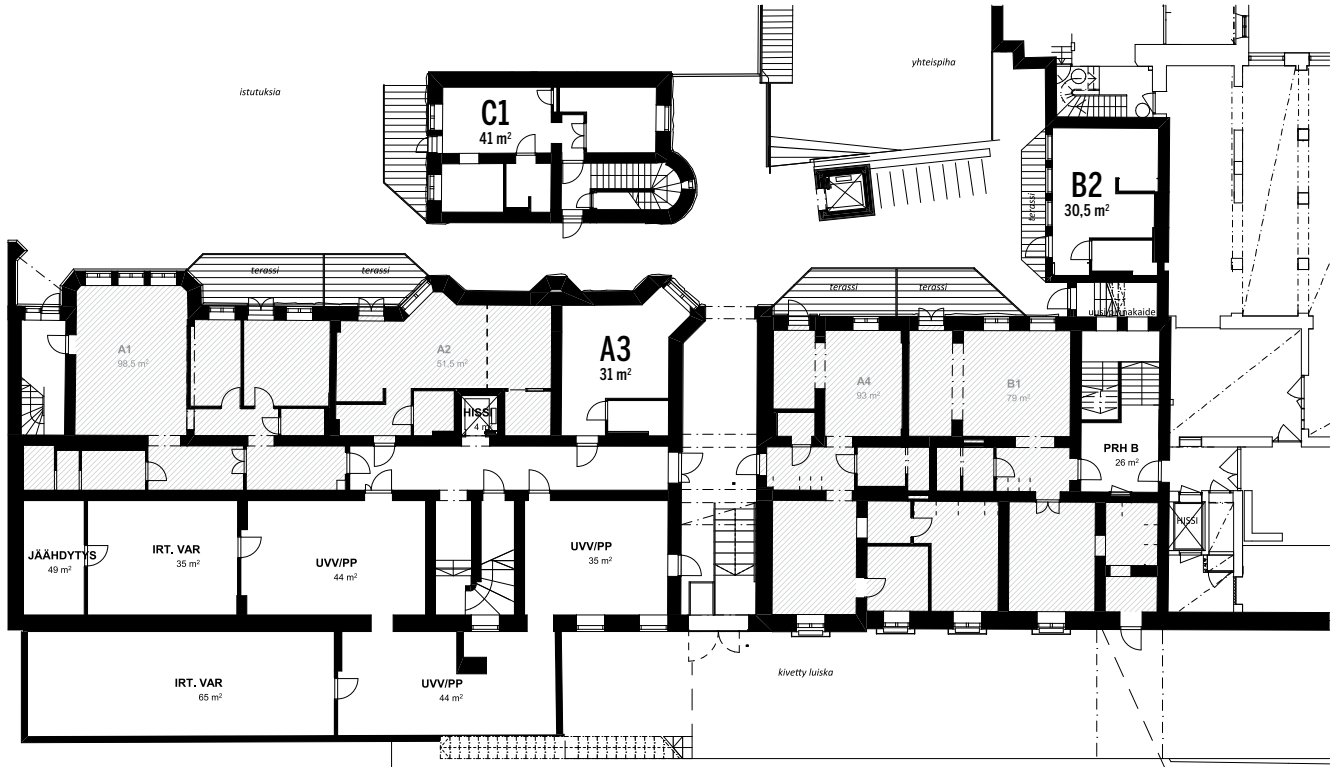 yhteispiha
istutuksia
C1
41 m²
B2
30,5 m²
terassi
terassi
terassi
terassi
terassi
A1
98,5 m²
A2
51,5 m²
A3
31 m²
HISSI
4 m
A4
93 m²
B1
79 m²
PRH B
26 m²
HISSI
JÄÄHDYTYS
49 m²
IRT. VAR
35 m²
UVV/PP
44 m²
UVV/PP
35 m²
IRT. VAR
65 m²
UVV/PP
44 m²
kivetty luiska